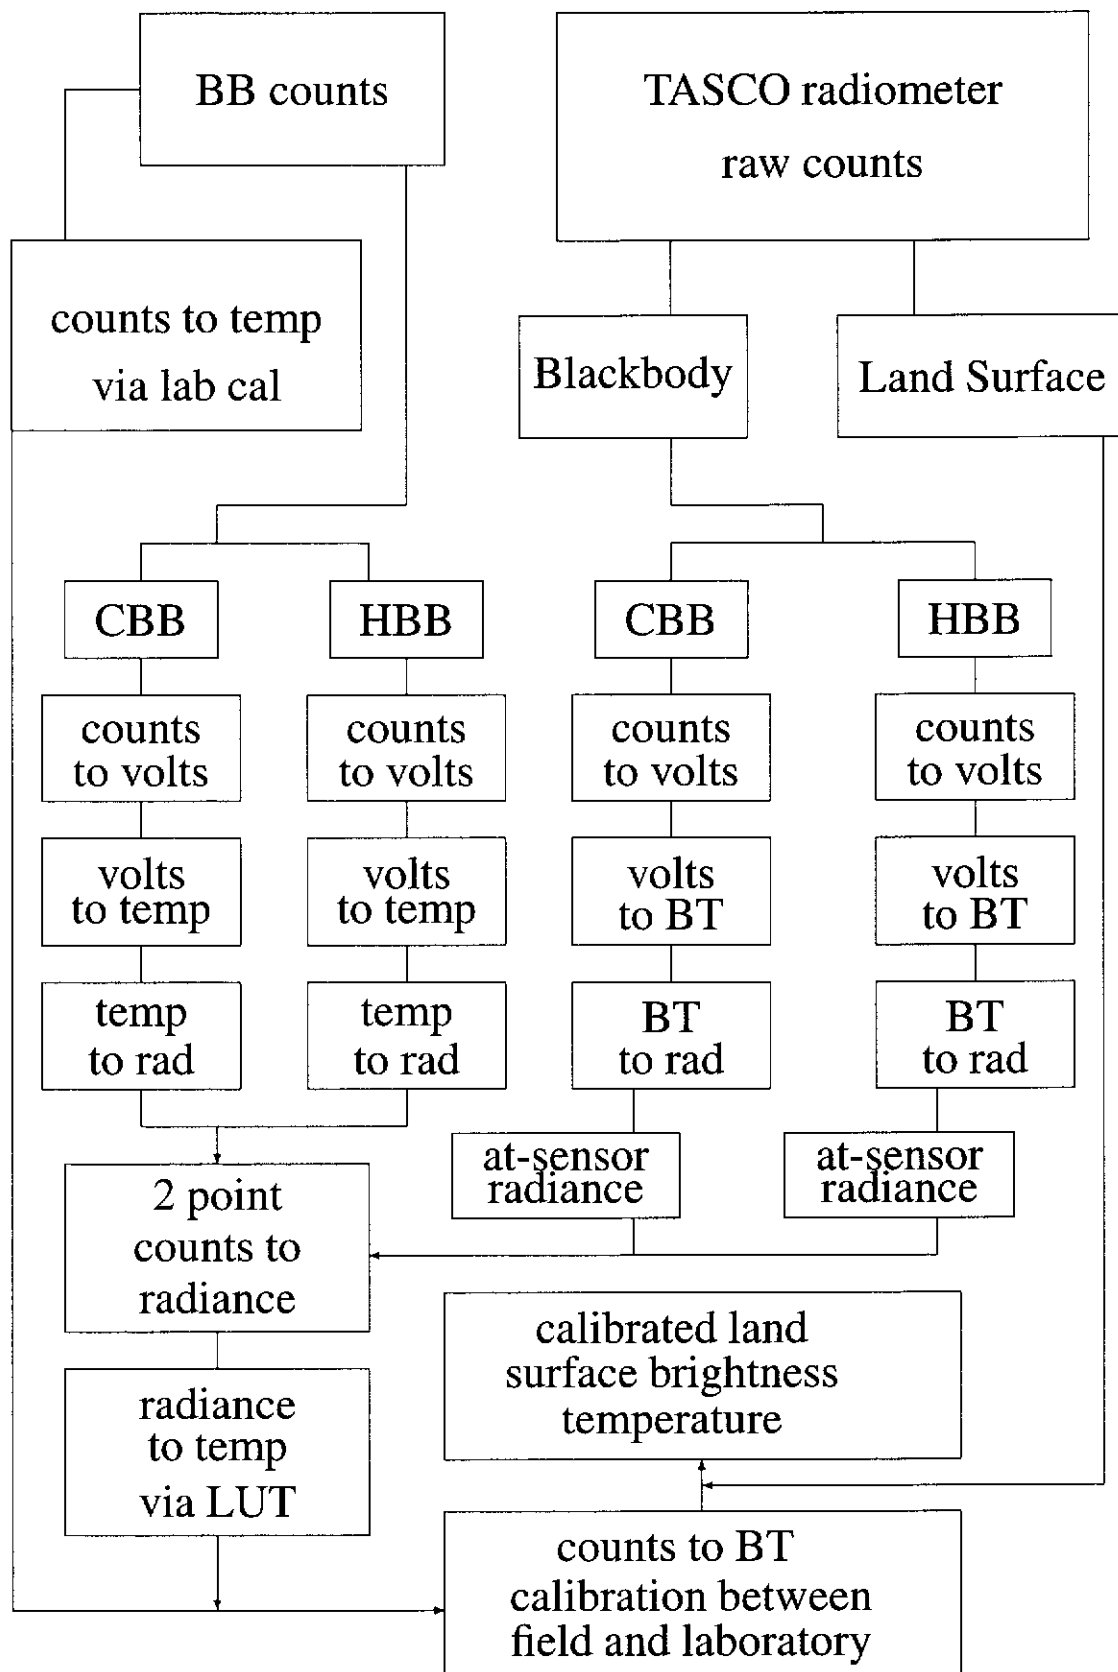 BB counts
TASCO radiometer
raw counts
counts to temp
via lab cal
Blackbody
Land Surface
CBB
HBB
CBB
HBB
counts
to volts
counts
to volts
counts
to volts
counts
to volts
volts
to temp
volts
to temp
volts
to BT
volts
to BT
temp
to rad
temp
to rad
BT
to rad
BT
to rad
at-sensor
radiance
at-sensor
radiance
2 point
counts to
radiance
calibrated land
surface brightness
temperature
radiance
to temp
via LUT
counts to BT
calibration between
field and laboratory